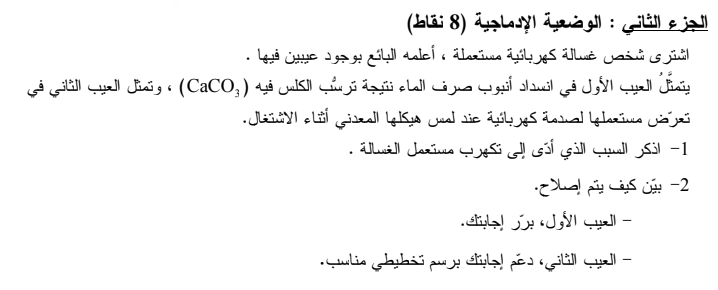 الجزء الثاني : الوضعية الإدماجية (8 نقاط)
اشترى شخص غسالة كهربائية مستعملة ، أعلمه البائع بوجود عيبين فيها .
يتمثَّلُ العيب الأول في انسداد أنبوب صرف الماء نتيجة ترسُّب الكلس فيه (CaCO₃) ، وتمثل العيب الثاني في
تعرّض مستعملها لصدمة كهربائية عند لمس هيكلها المعدني أثناء الاشتغال.
1- اذكر السبب الذي أدّى إلى تكهرب مستعمل الغسالة .
2- بيّن كيف يتم إصلاح.
- العيب الأول، برّر إجابتك.
- العيب الثاني، دعّم إجابتك برسم تخطيطي مناسب.